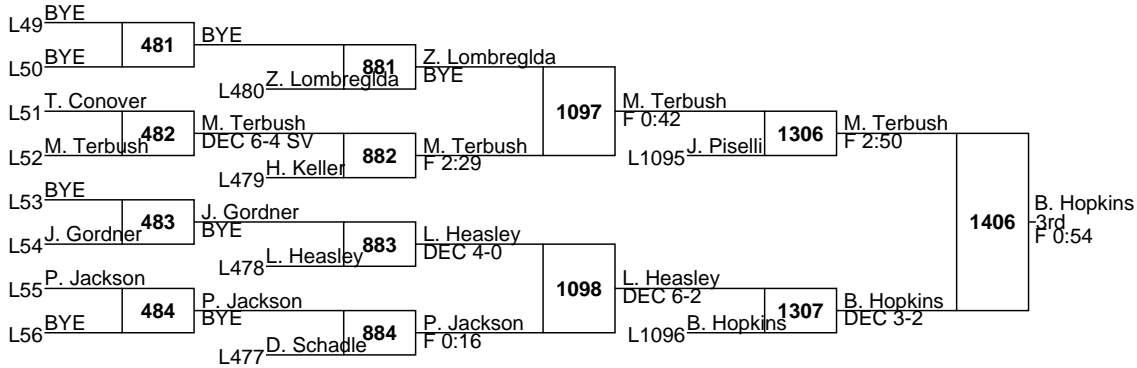 L49 BYE
481
BYE
L50 BYE
881
Z. Lombreglda
BYE
L480 Z. Lombreglda
L51 T. Conover
482
M. Terbush
DEC 6-4 SV
L52 M. Terbush
882
M. Terbush
F 2:29
L479 H. Keller
1097
M. Terbush
F 0:42
L1095 J. Piselli
1306
M. Terbush
F 2:50
L53 BYE
483
J. Gordner
BYE
L54 J. Gordner
883
L. Heasley
DEC 4-0
L478 L. Heasley
L55 P. Jackson
484
P. Jackson
BYE
L56 BYE
884
P. Jackson
F 0:16
L477 D. Schadle
1098
L. Heasley
DEC 6-2
L1096 B. Hopkins
1307
B. Hopkins
DEC 3-2
1406
B. Hopkins
3rd
F 0:54